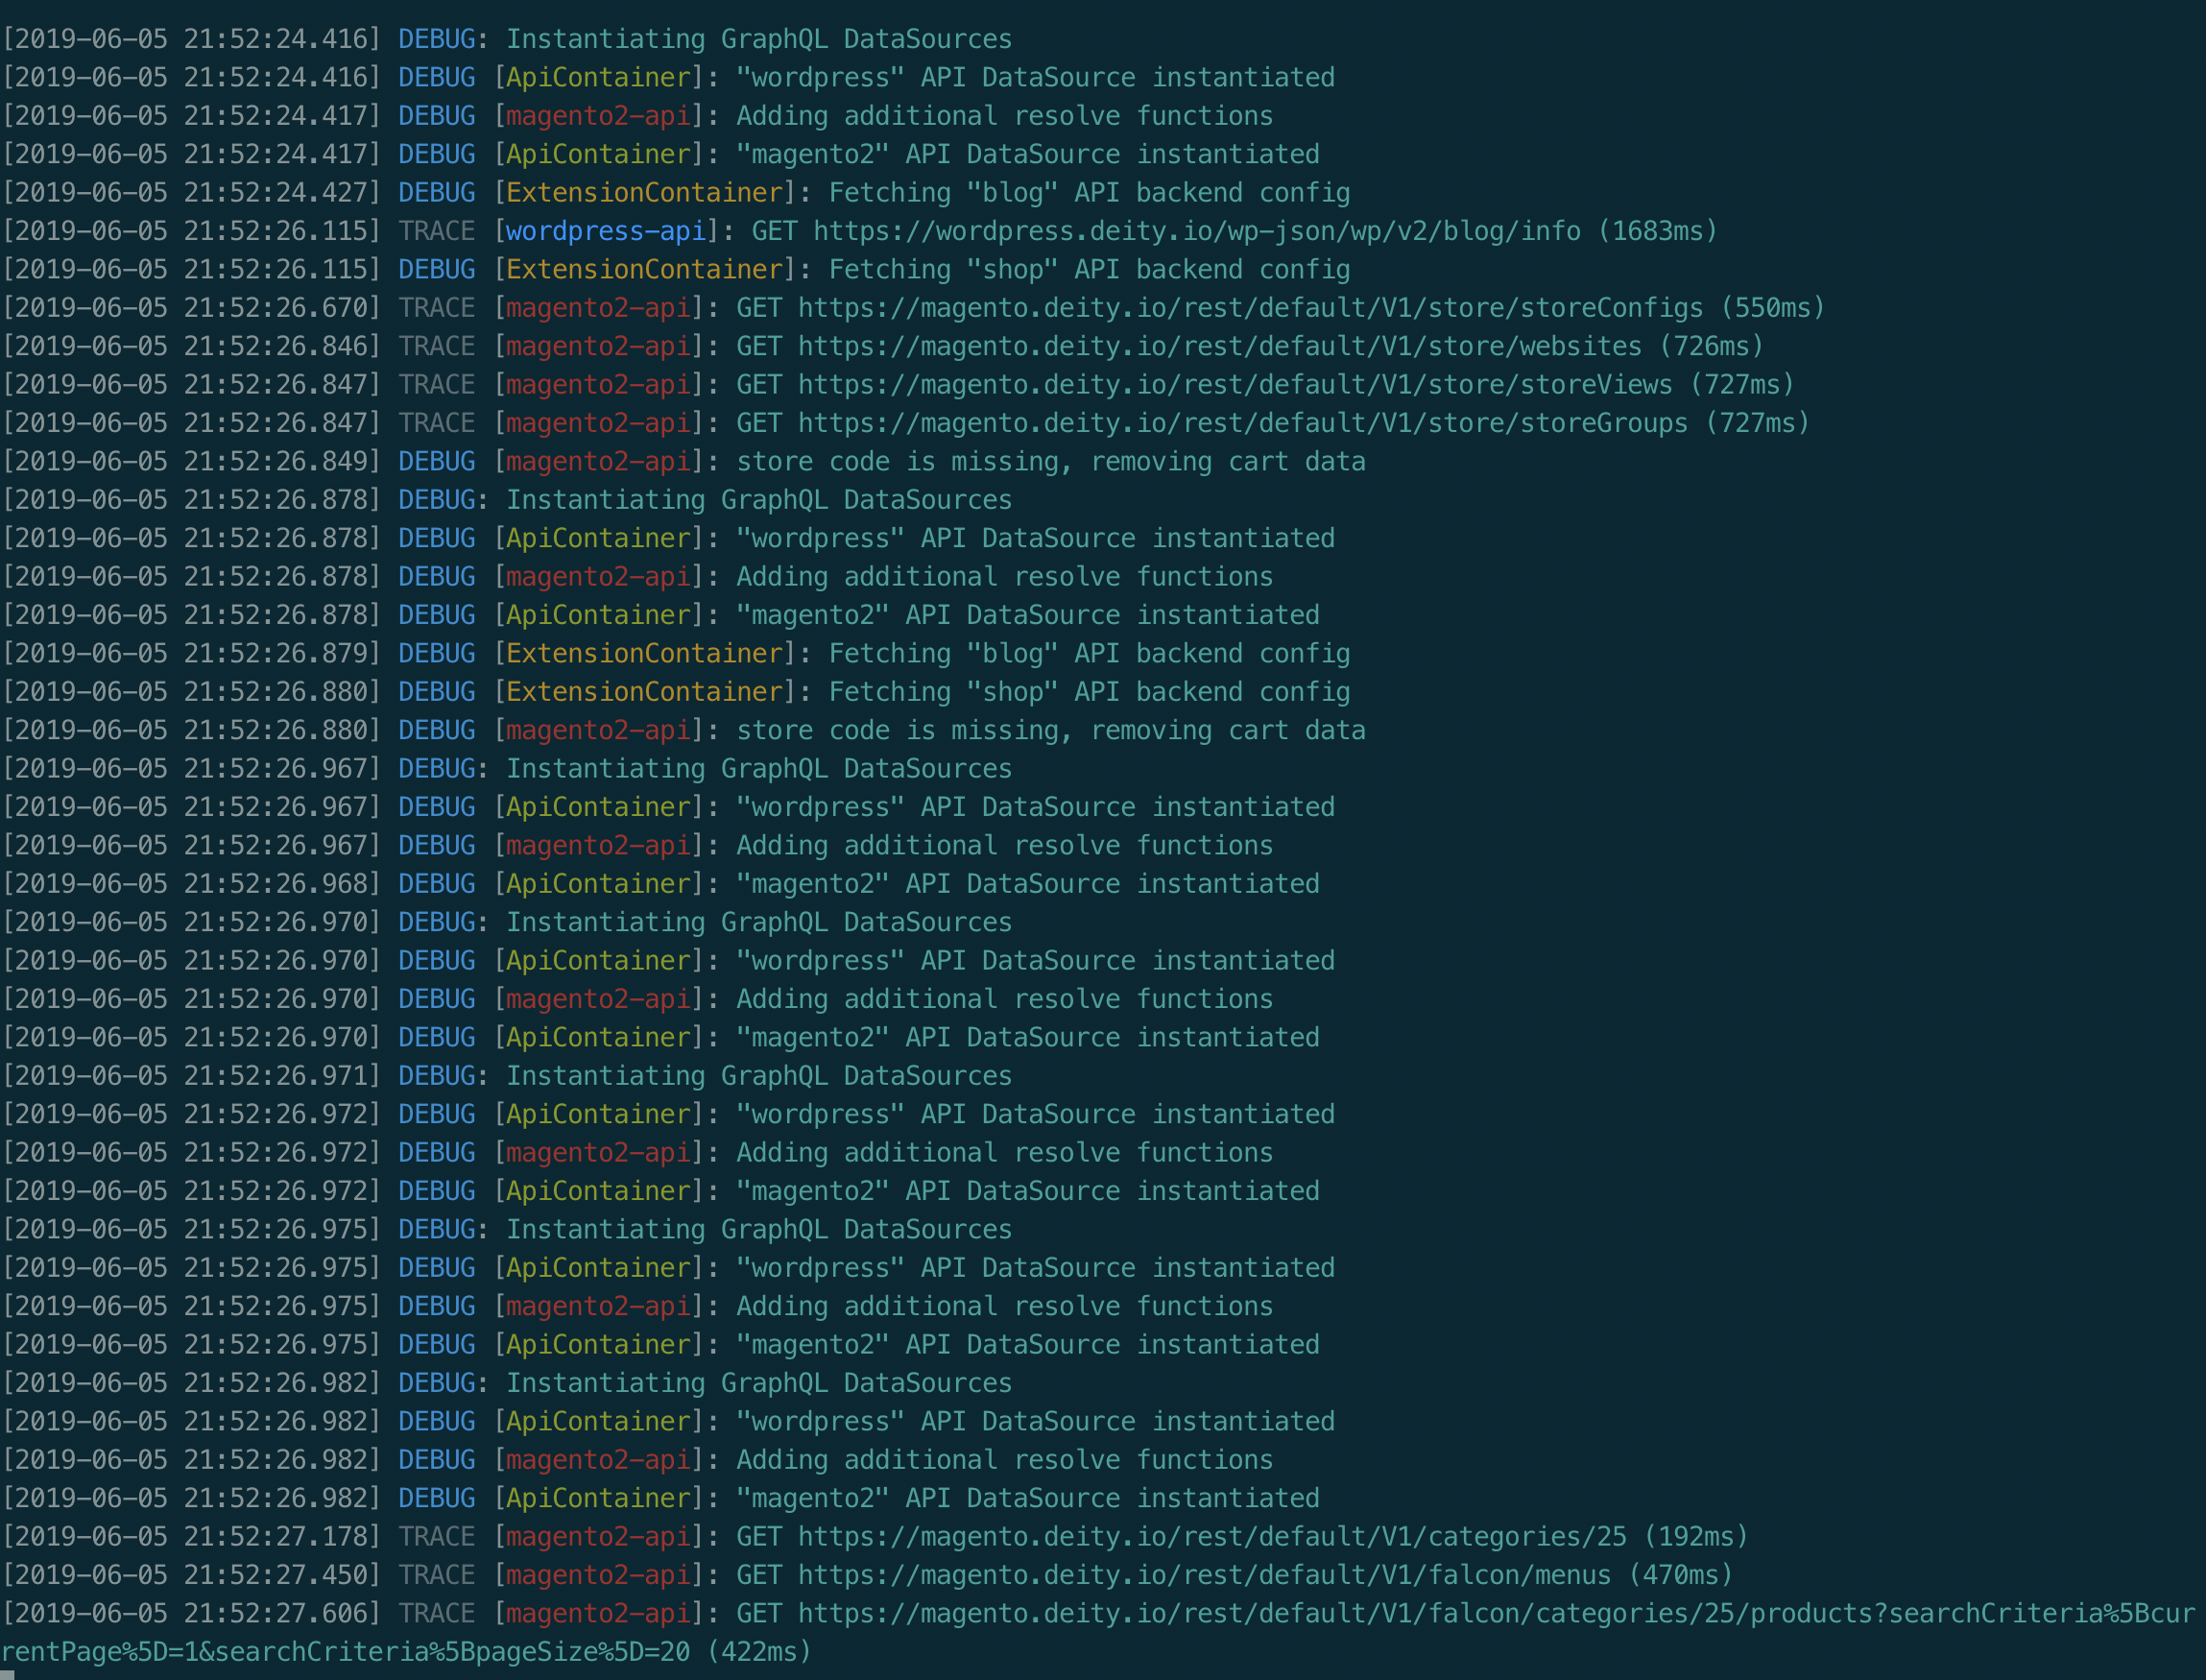 [2019-06-05 21:52:24.416] DEBUG: Instantiating GraphQL DataSources
[2019-06-05 21:52:24.416] DEBUG [ApiContainer]: "wordpress" API DataSource instantiated
[2019-06-05 21:52:24.417] DEBUG [magento2-api]: Adding additional resolve functions
[2019-06-05 21:52:24.417] DEBUG [ApiContainer]: "magento2" API DataSource instantiated
[2019-06-05 21:52:24.427] DEBUG [ExtensionContainer]: Fetching "blog" API backend config
[2019-06-05 21:52:26.115] TRACE [wordpress-api]: GET https://wordpress.deity.io/wp-json/wp/v2/blog/info (1683ms)
[2019-06-05 21:52:26.115] DEBUG [ExtensionContainer]: Fetching "shop" API backend config
[2019-06-05 21:52:26.670] TRACE [magento2-api]: GET https://magento.deity.io/rest/default/V1/store/storeConfigs (550ms)
[2019-06-05 21:52:26.846] TRACE [magento2-api]: GET https://magento.deity.io/rest/default/V1/store/websites (726ms)
[2019-06-05 21:52:26.847] TRACE [magento2-api]: GET https://magento.deity.io/rest/default/V1/store/storeViews (727ms)
[2019-06-05 21:52:26.847] TRACE [magento2-api]: GET https://magento.deity.io/rest/default/V1/store/storeGroups (727ms)
[2019-06-05 21:52:26.849] DEBUG [magento2-api]: store code is missing, removing cart data
[2019-06-05 21:52:26.878] DEBUG: Instantiating GraphQL DataSources
[2019-06-05 21:52:26.878] DEBUG [ApiContainer]: "wordpress" API DataSource instantiated
[2019-06-05 21:52:26.878] DEBUG [magento2-api]: Adding additional resolve functions
[2019-06-05 21:52:26.878] DEBUG [ApiContainer]: "magento2" API DataSource instantiated
[2019-06-05 21:52:26.879] DEBUG [ExtensionContainer]: Fetching "blog" API backend config
[2019-06-05 21:52:26.880] DEBUG [ExtensionContainer]: Fetching "shop" API backend config
[2019-06-05 21:52:26.880] DEBUG [magento2-api]: store code is missing, removing cart data
[2019-06-05 21:52:26.967] DEBUG: Instantiating GraphQL DataSources
[2019-06-05 21:52:26.967] DEBUG [ApiContainer]: "wordpress" API DataSource instantiated
[2019-06-05 21:52:26.967] DEBUG [magento2-api]: Adding additional resolve functions
[2019-06-05 21:52:26.968] DEBUG [ApiContainer]: "magento2" API DataSource instantiated
[2019-06-05 21:52:26.970] DEBUG: Instantiating GraphQL DataSources
[2019-06-05 21:52:26.970] DEBUG [ApiContainer]: "wordpress" API DataSource instantiated
[2019-06-05 21:52:26.970] DEBUG [magento2-api]: Adding additional resolve functions
[2019-06-05 21:52:26.970] DEBUG [ApiContainer]: "magento2" API DataSource instantiated
[2019-06-05 21:52:26.971] DEBUG: Instantiating GraphQL DataSources
[2019-06-05 21:52:26.972] DEBUG [ApiContainer]: "wordpress" API DataSource instantiated
[2019-06-05 21:52:26.972] DEBUG [magento2-api]: Adding additional resolve functions
[2019-06-05 21:52:26.972] DEBUG [ApiContainer]: "magento2" API DataSource instantiated
[2019-06-05 21:52:26.975] DEBUG: Instantiating GraphQL DataSources
[2019-06-05 21:52:26.975] DEBUG [ApiContainer]: "wordpress" API DataSource instantiated
[2019-06-05 21:52:26.975] DEBUG [magento2-api]: Adding additional resolve functions
[2019-06-05 21:52:26.975] DEBUG [ApiContainer]: "magento2" API DataSource instantiated
[2019-06-05 21:52:26.982] DEBUG: Instantiating GraphQL DataSources
[2019-06-05 21:52:26.982] DEBUG [ApiContainer]: "wordpress" API DataSource instantiated
[2019-06-05 21:52:26.982] DEBUG [magento2-api]: Adding additional resolve functions
[2019-06-05 21:52:26.982] DEBUG [ApiContainer]: "magento2" API DataSource instantiated
[2019-06-05 21:52:27.178] TRACE [magento2-api]: GET https://magento.deity.io/rest/default/V1/categories/25 (192ms)
[2019-06-05 21:52:27.450] TRACE [magento2-api]: GET https://magento.deity.io/rest/default/V1/falcon/menus (470ms)
[2019-06-05 21:52:27.606] TRACE [magento2-api]: GET https://magento.deity.io/rest/default/V1/falcon/categories/25/products?searchCriteria%5Bcur
rentPage%5D=1&searchCriteria%5BpageSize%5D=20 (422ms)